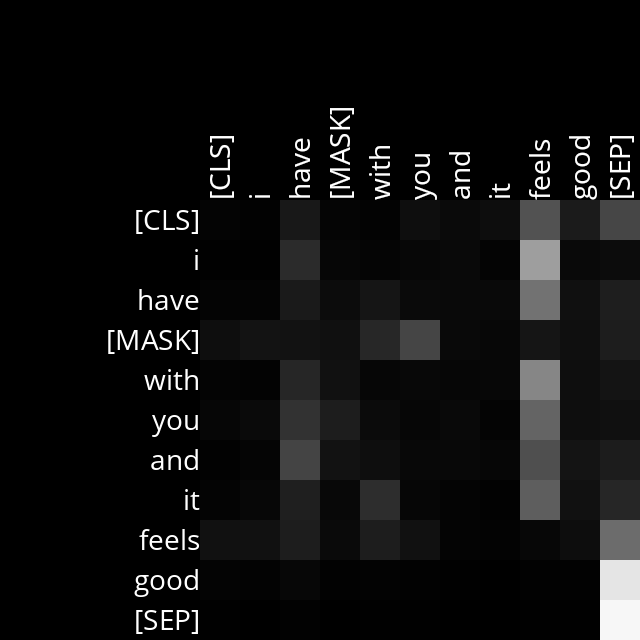 [CLS] i have [MASK] with you and it feels good [SEP]
[CLS]
i
have
[MASK]
with
you
and
it
feels
good
[SEP]